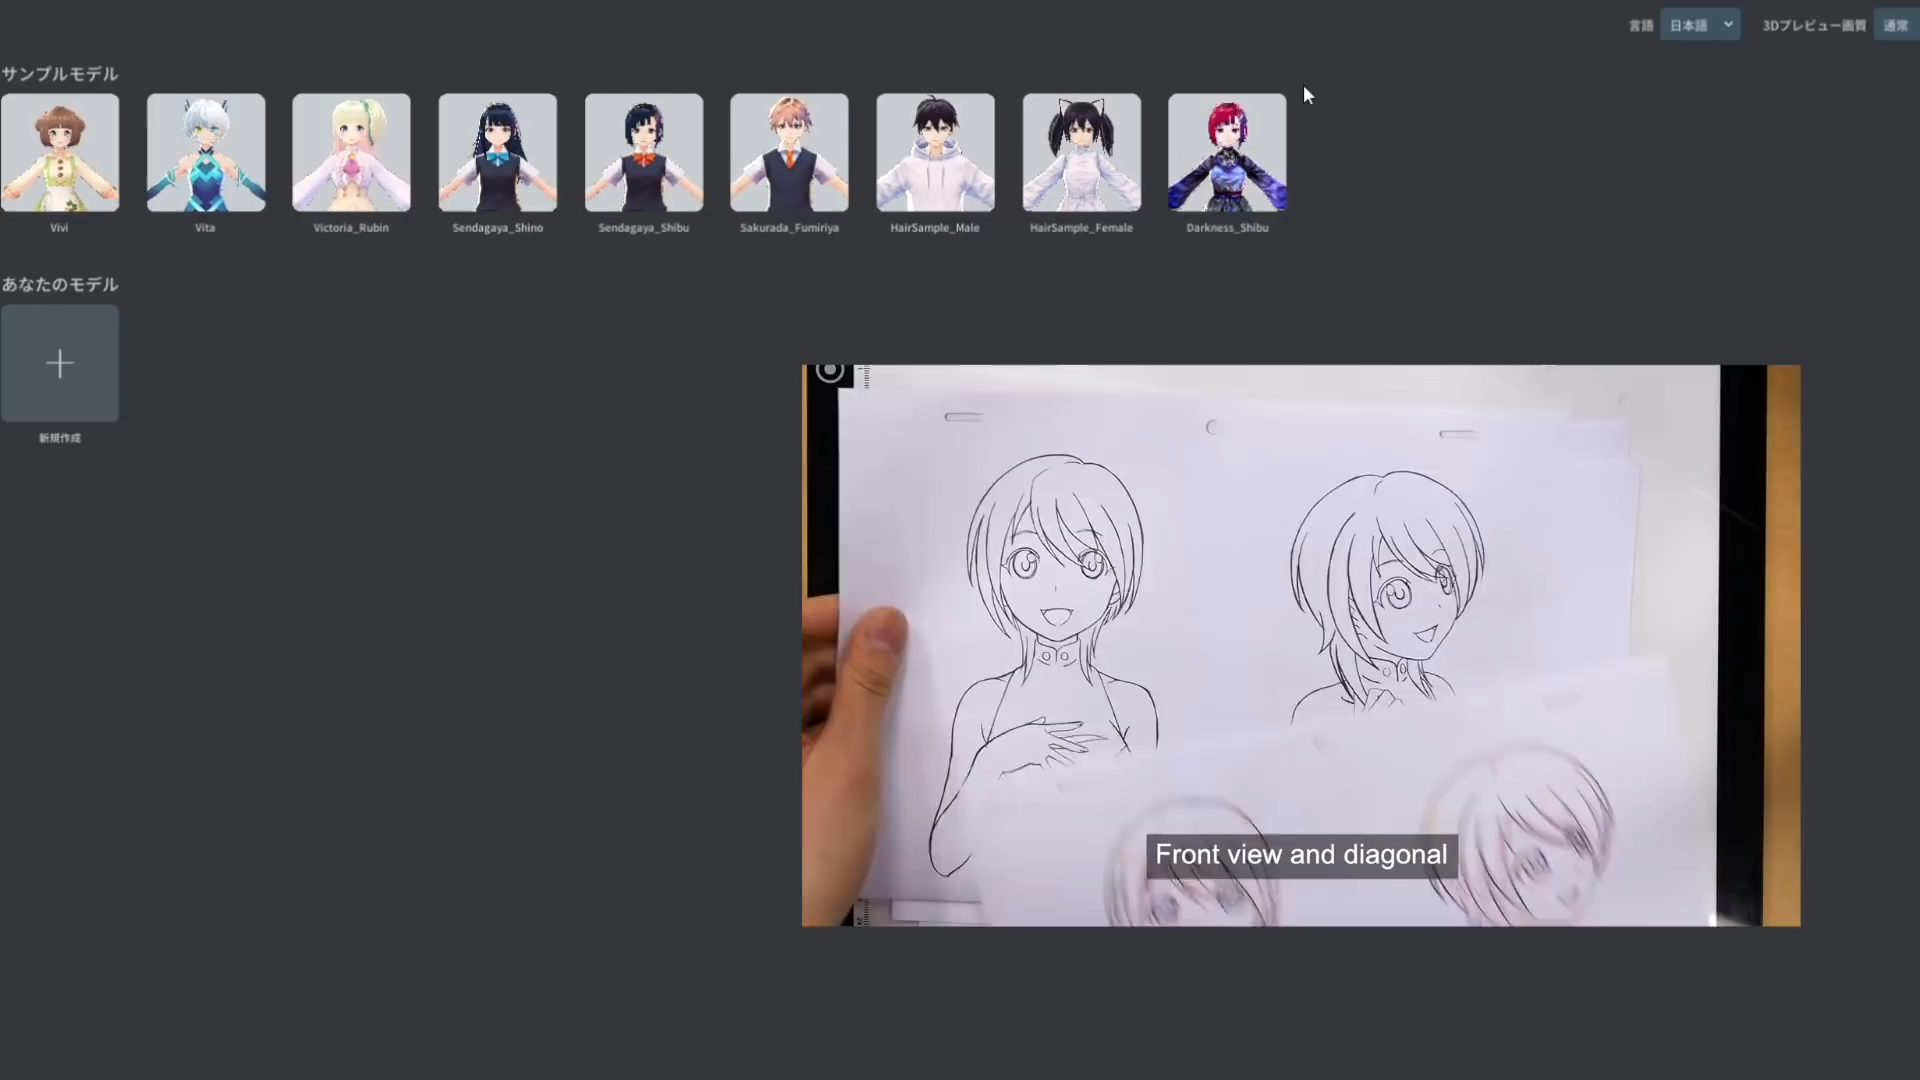 言語 日本語 3Dプレビュー画質 通常
サンプルモデル
Vivi Vita Victoria_Rubin Sendagaya_Shino Sendagaya_Shibu Sakurada_Fumiriya HairSample_Male HairSample_Female Darkness_Shibu
あなたのモデル
新規作成
Front view and diagonal